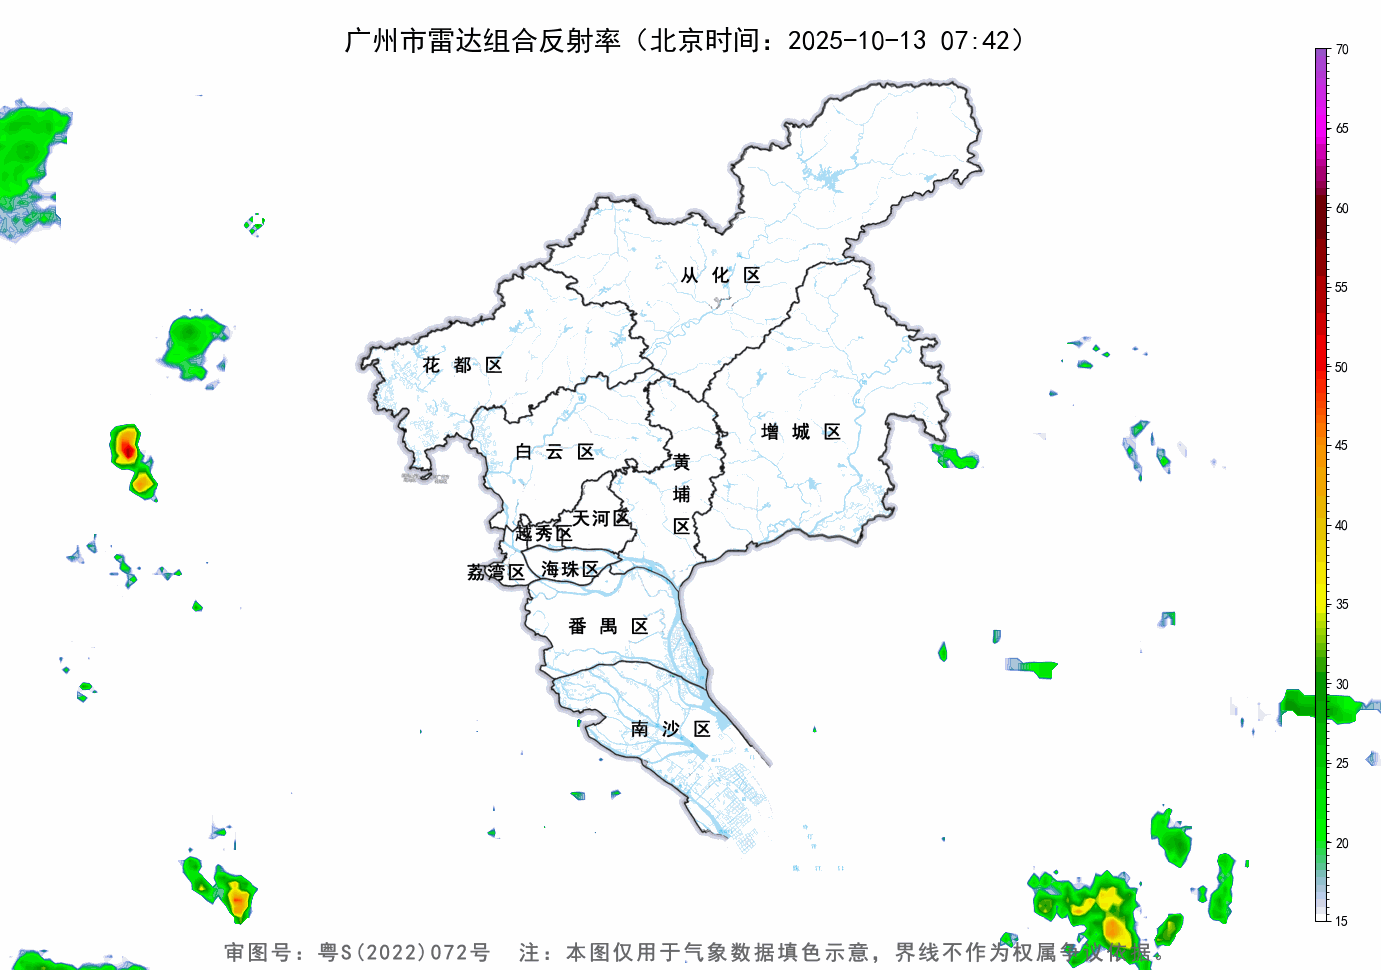 广州市雷达组合反射率（北京时间：2025-10-13 07:42）
70
65
60
55
50
45
40
35
30
25
20
15
从化区
花都区
增城区
白云区
黄埔区
天河区
越秀区
荔湾区
海珠区
番禺区
南沙区
审图号：粤S(2022)072号 注：本图仅用于气象数据填色示意，界线不作为权属争议依据。